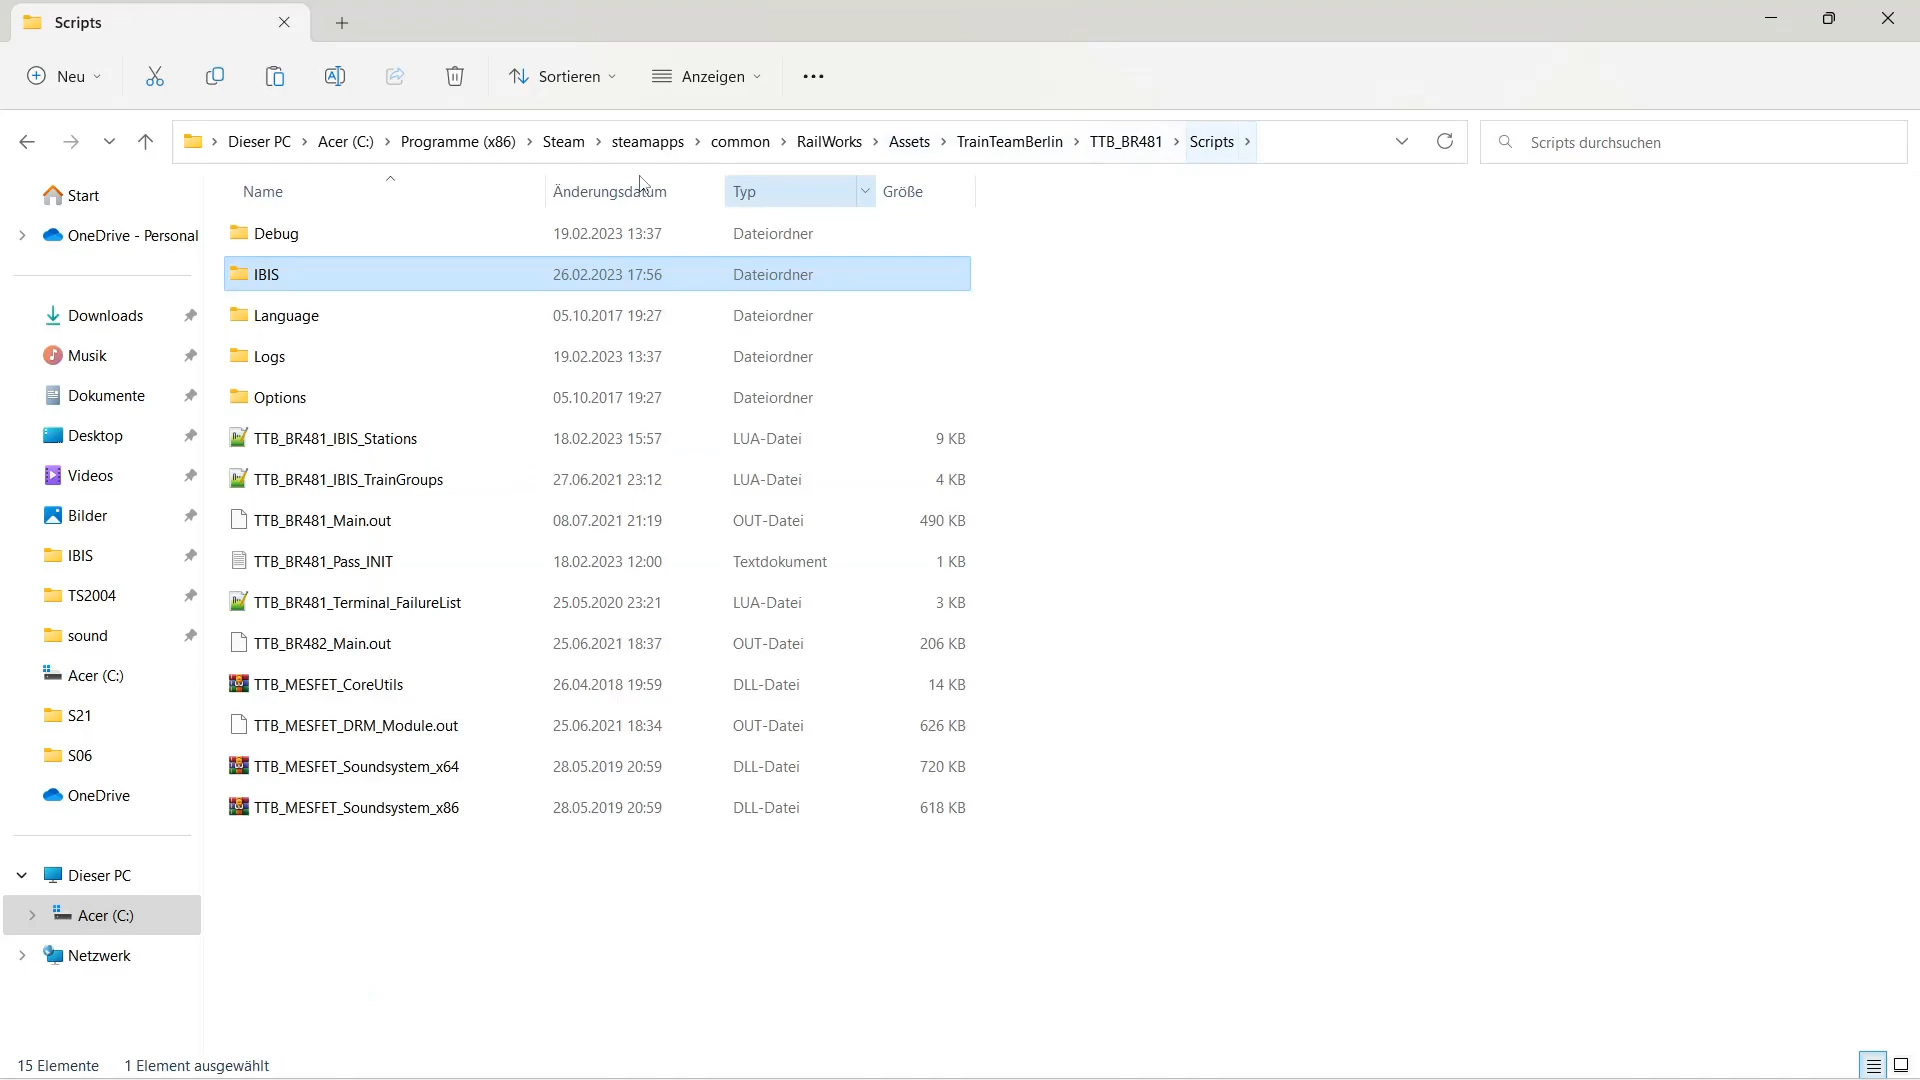 Scripts
Neu
Sortieren
Anzeigen
Dieser PC
Acer (C:)
Programme (x86)
Steam
steamapps
common
RailWorks
Assets
TrainTeamBerlin
TTB_BR481
Scripts
Scripts durchsuchen
Start
OneDrive - Personal
Downloads
Musik
Dokumente
Desktop
Videos
Bilder
IBIS
TS2004
sound
Acer (C:)
S21
S06
OneDrive
Dieser PC
Acer (C:)
Netzwerk
Name Änderungsdatum Typ Größe
Debug 19.02.2023 13:37 Dateiordner
IBIS 26.02.2023 17:56 Dateiordner
Language 05.10.2017 19:27 Dateiordner
Logs 19.02.2023 13:37 Dateiordner
Options 05.10.2017 19:27 Dateiordner
TTB_BR481_IBIS_Stations 18.02.2023 15:57 LUA-Datei 9 KB
TTB_BR481_IBIS_TrainGroups 27.06.2021 23:12 LUA-Datei 4 KB
TTB_BR481_Main.out 08.07.2021 21:19 OUT-Datei 490 KB
TTB_BR481_Pass_INIT 18.02.2023 12:00 Textdokument 1 KB
TTB_BR481_Terminal_FailureList 25.05.2020 23:21 LUA-Datei 3 KB
TTB_BR482_Main.out 25.06.2021 18:37 OUT-Datei 206 KB
TTB_MESFET_CoreUtils 26.04.2018 19:59 DLL-Datei 14 KB
TTB_MESFET_DRM_Module.out 25.06.2021 18:34 OUT-Datei 626 KB
TTB_MESFET_Soundsystem_x64 28.05.2019 20:59 DLL-Datei 720 KB
TTB_MESFET_Soundsystem_x86 28.05.2019 20:59 DLL-Datei 618 KB
15 Elemente 1 Element ausgewählt